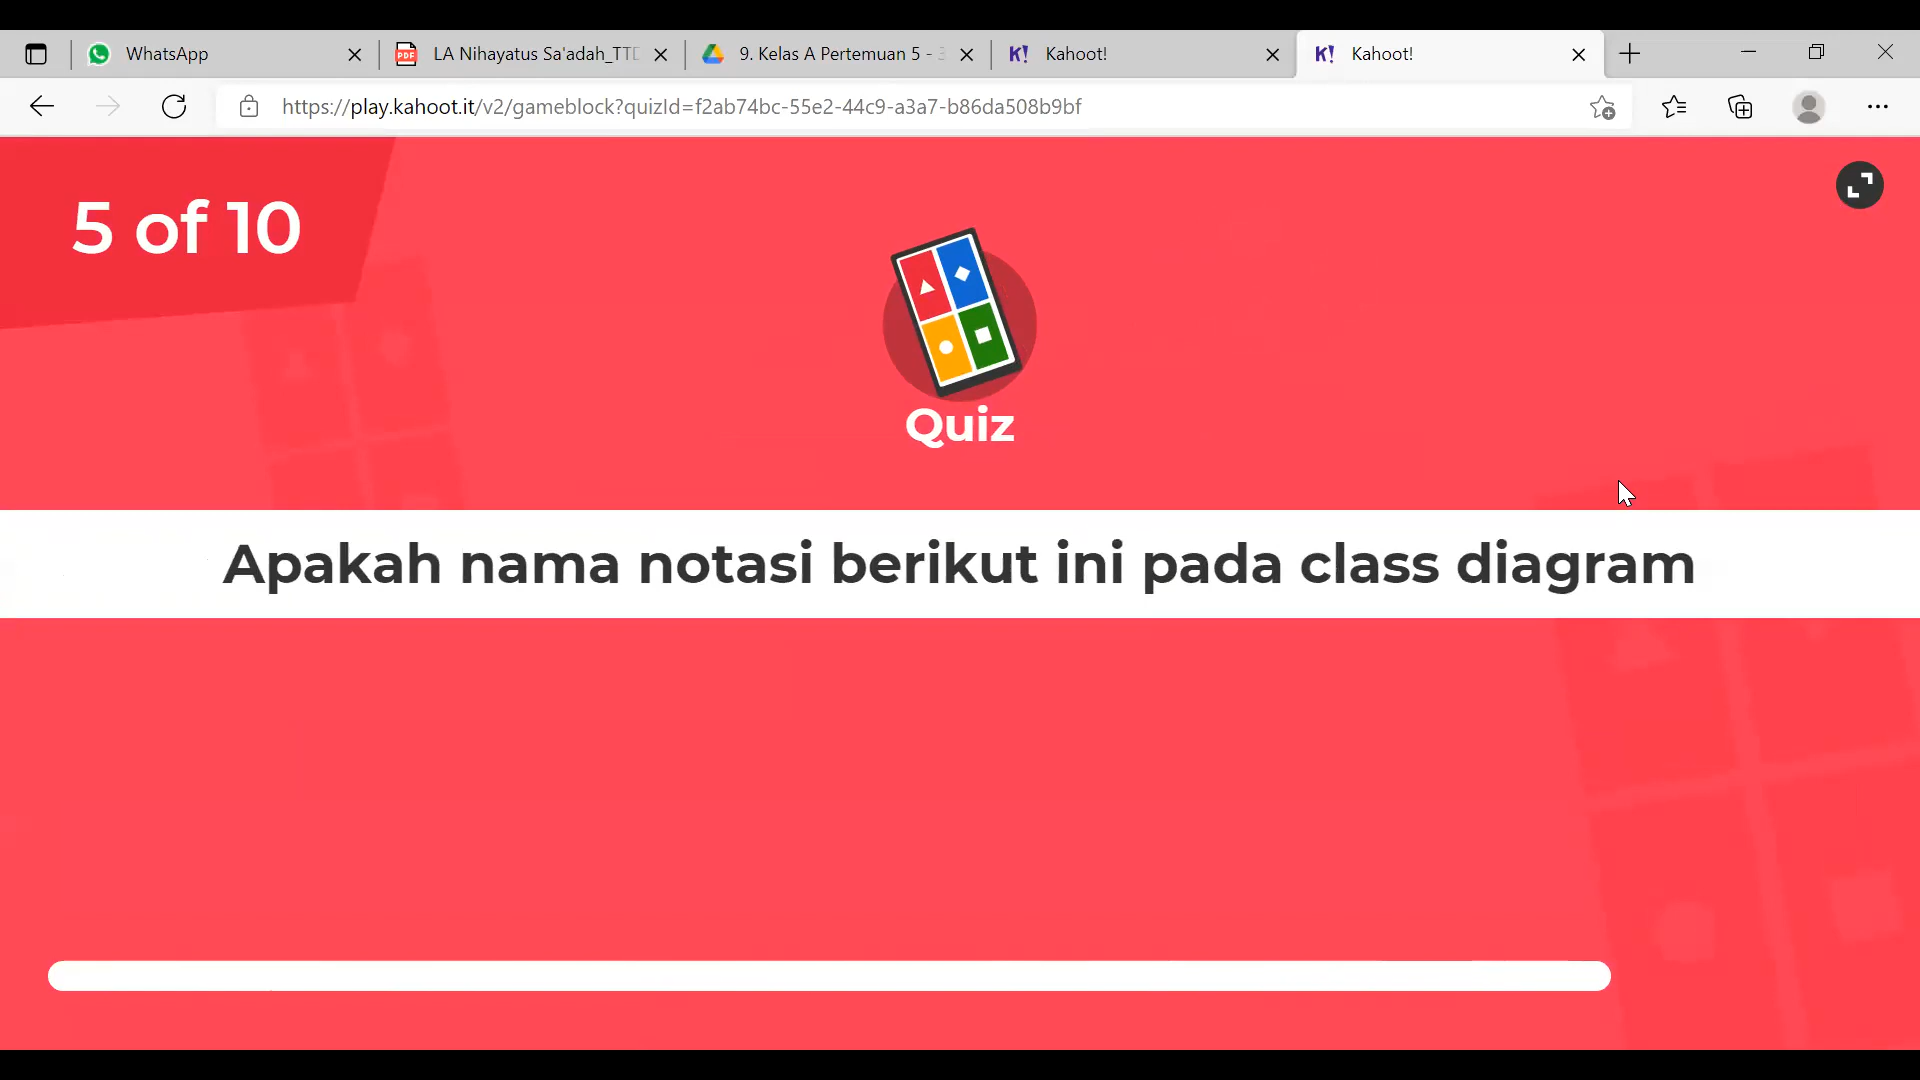 WhatsApp
LA Nihayatus Sa'adah_TTD
9. Kelas A Pertemuan 5 -
K! Kahoot!
K! Kahoot!
https://play.kahoot.it/v2/gameblock?quizId=f2ab74bc-55e2-44c9-a3a7-b86da508b9bf
5 of 10
Quiz
Apakah nama notasi berikut ini pada class diagram